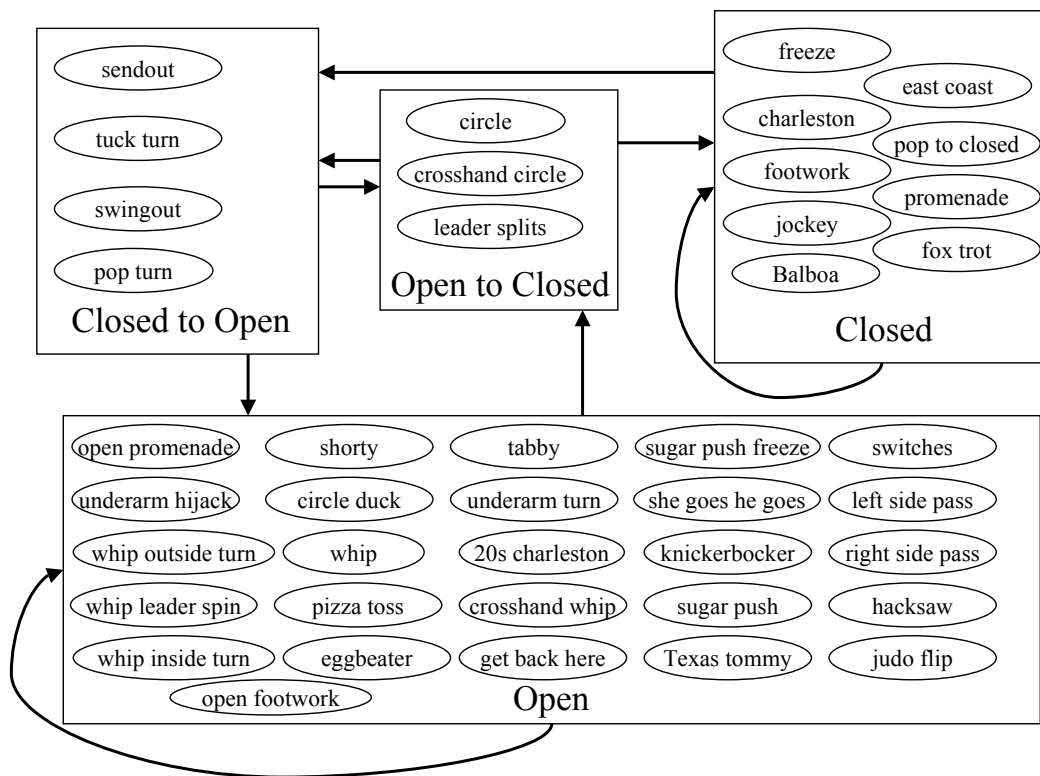 sendout
tuck turn
swingout
pop turn
Closed to Open
circle
crosshand circle
leader splits
Open to Closed
freeze
east coast
charleston
pop to closed
footwork
promenade
jockey
fox trot
Balboa
Closed
open promenade
shorty
tabby
sugar push freeze
switches
underarm hijack
circle duck
underarm turn
she goes he goes
left side pass
whip outside turn
whip
20s charleston
knickerbocker
right side pass
whip leader spin
pizza toss
crosshand whip
sugar push
hacksaw
whip inside turn
eggbeater
get back here
Texas tommy
judo flip
open footwork
Open